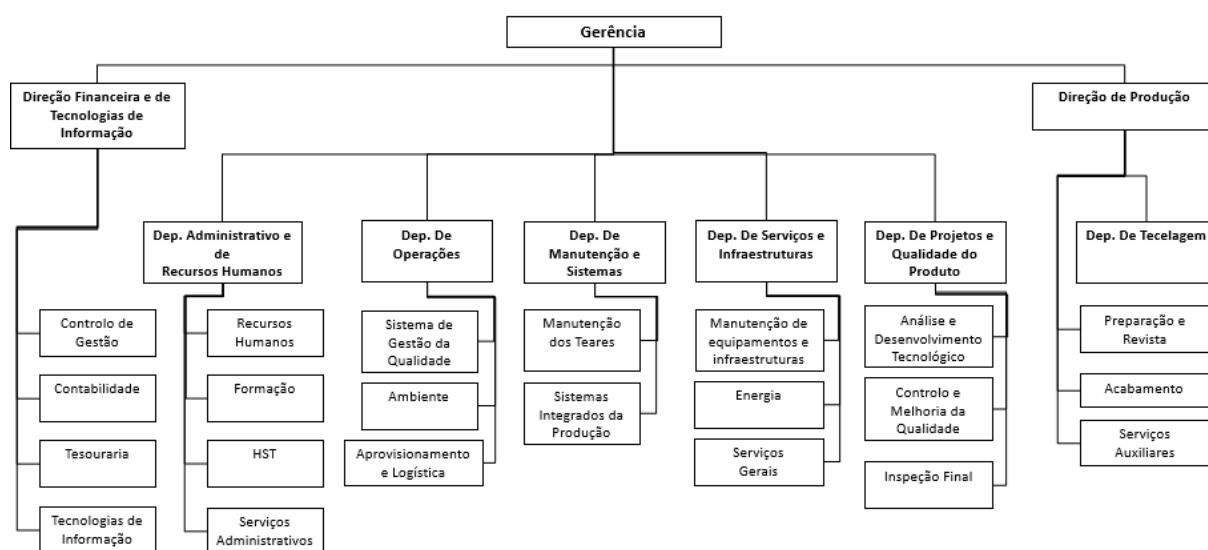 Gerência
Direção Financeira e de
Tecnologias de
Informação
Direção de Produção
Dep. Administrativo e
de
Recursos Humanos
Dep. De
Operações
Dep. De
Manutenção e
Sistemas
Dep. De Serviços e
Infraestruturas
Dep. De Projetos e
Qualidade do
Produto
Dep. De Tecelagem
Controlo de
Gestão
Contabilidade
Tesouraria
Tecnologias de
Informação
Recursos
Humanos
Formação
HST
Serviços
Administrativos
Sistema de
Gestão da
Qualidade
Ambiente
Aprovisionamento
e Logística
Manutenção
dos Teares
Sistemas
Integrados da
Produção
Manutenção de
equipamentos e
infraestruturas
Energia
Serviços
Gerais
Análise e
Desenvolvimento
Tecnológico
Controlo e
Melhoria da
Qualidade
Inspeção Final
Preparação e
Revista
Acabamento
Serviços
Auxiliares